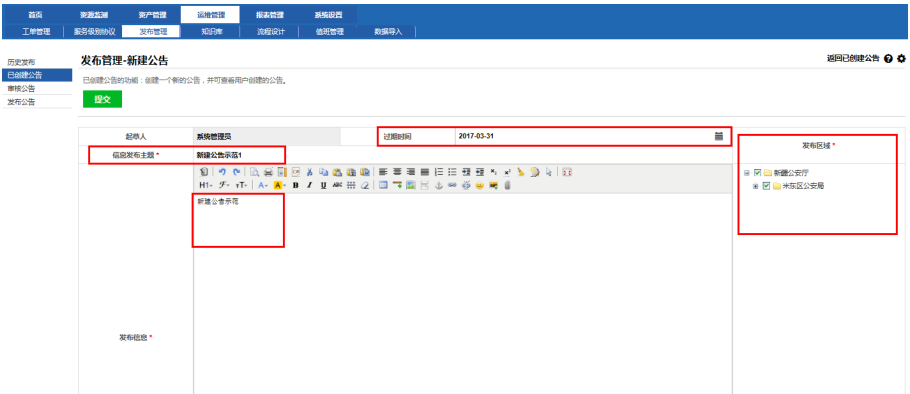 首页 资源监测 资产管理 运维管理 报表管理 系统设置
工单管理 服务级别协议 发布管理 知识库 流程设计 值班管理 数据导入
历史发布
已创建公告
审核公告
发布公告
发布管理-新建公告
返回已创建公告
已创建公告的功能：创建一个新的公告，并可查看用户创建的公告。
提交
起草人 系统管理员 过期时间 2017-03-31
信息发布主题 * 新建公告示范1
发布区域 *
H1 F T A A B I U ABC
新建公告示范
新疆公安厅
米东区公安局
发布信息 *